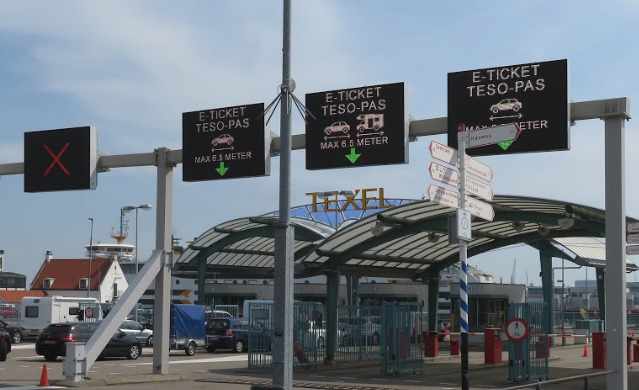 E-TICKET
TESO-PAS
MAX 6.5 METER
E-TICKET
TESO-PAS
MAX 6.5 METER
E-TICKET
TESO-PAS
METER
Havens
TEXEL